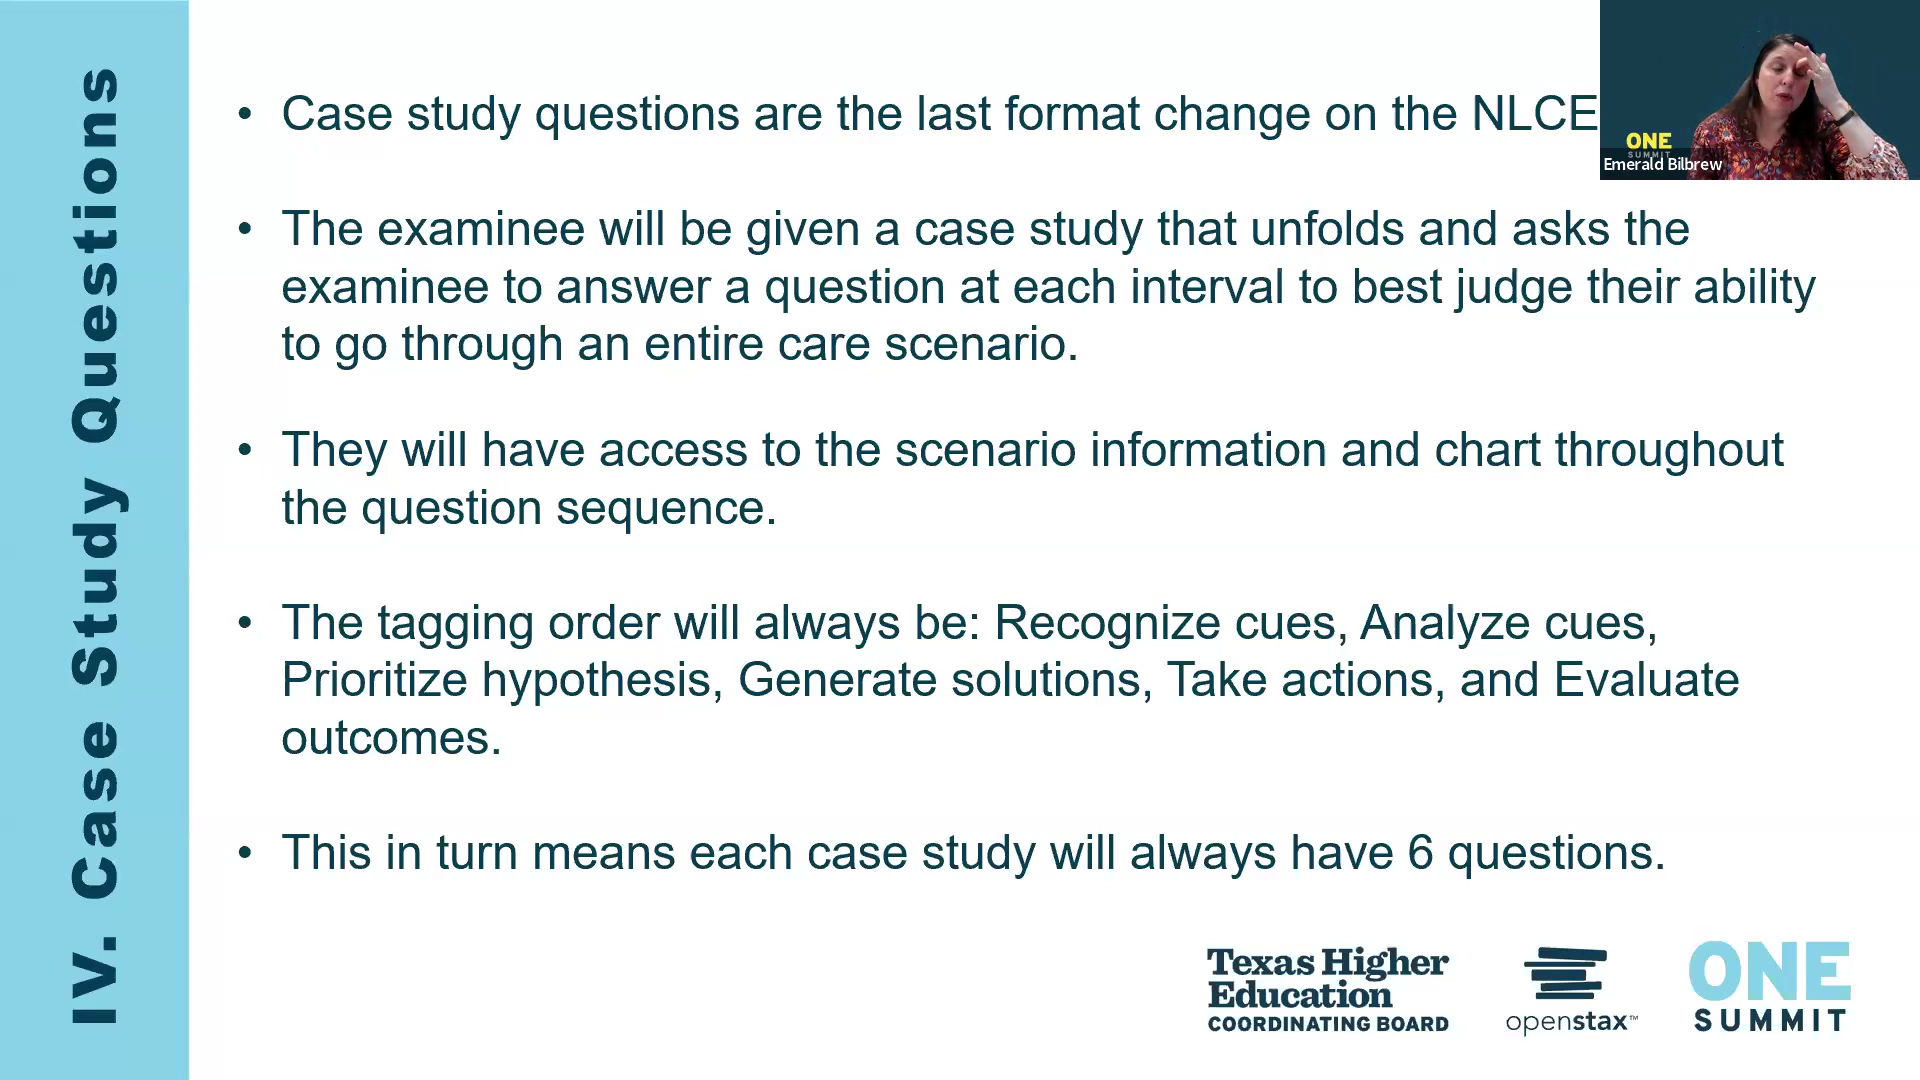 IV. Case Study Questions
• Case study questions are the last format change on the NLCE
• The examinee will be given a case study that unfolds and asks the
examinee to answer a question at each interval to best judge their ability
to go through an entire care scenario.
• They will have access to the scenario information and chart throughout
the question sequence.
• The tagging order will always be: Recognize cues, Analyze cues,
Prioritize hypothesis, Generate solutions, Take actions, and Evaluate
outcomes.
• This in turn means each case study will always have 6 questions.
ONE
SUMMIT
Emerald Bilbrew
Texas Higher
Education
COORDINATING BOARD
openstax™
ONE
SUMMIT